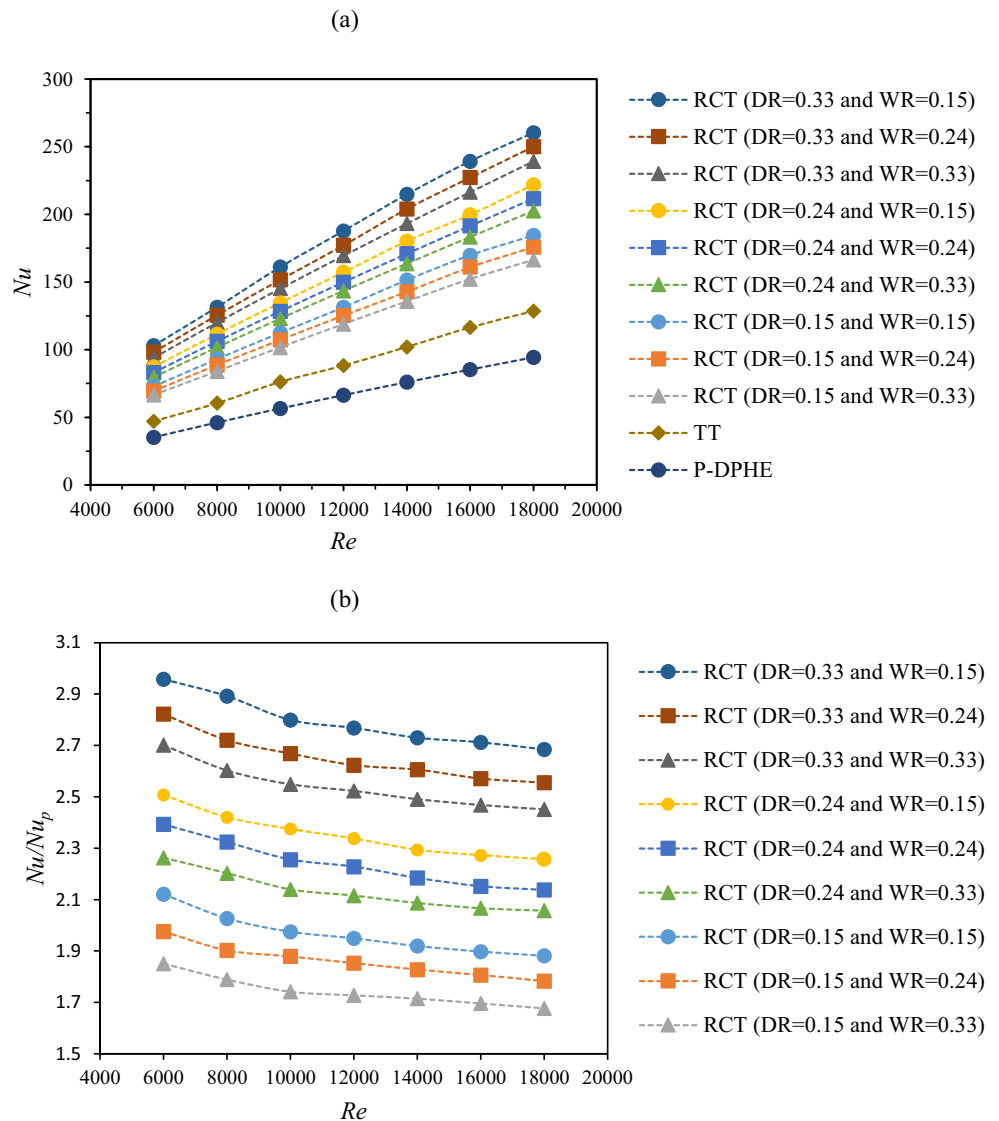 (a)
300
250
200
150
100
50
0
Nu
4000 6000 8000 10000 12000 14000 16000 18000 20000
Re
RCT (DR=0.33 and WR=0.15)
RCT (DR=0.33 and WR=0.24)
RCT (DR=0.33 and WR=0.33)
RCT (DR=0.24 and WR=0.15)
RCT (DR=0.24 and WR=0.24)
RCT (DR=0.24 and WR=0.33)
RCT (DR=0.15 and WR=0.15)
RCT (DR=0.15 and WR=0.24)
RCT (DR=0.15 and WR=0.33)
TT
P-DPHE
(b)
3.1
2.9
2.7
2.5
2.3
2.1
1.9
1.7
1.5
Nu/Nup
4000 6000 8000 10000 12000 14000 16000 18000 20000
Re
RCT (DR=0.33 and WR=0.15)
RCT (DR=0.33 and WR=0.24)
RCT (DR=0.33 and WR=0.33)
RCT (DR=0.24 and WR=0.15)
RCT (DR=0.24 and WR=0.24)
RCT (DR=0.24 and WR=0.33)
RCT (DR=0.15 and WR=0.15)
RCT (DR=0.15 and WR=0.24)
RCT (DR=0.15 and WR=0.33)